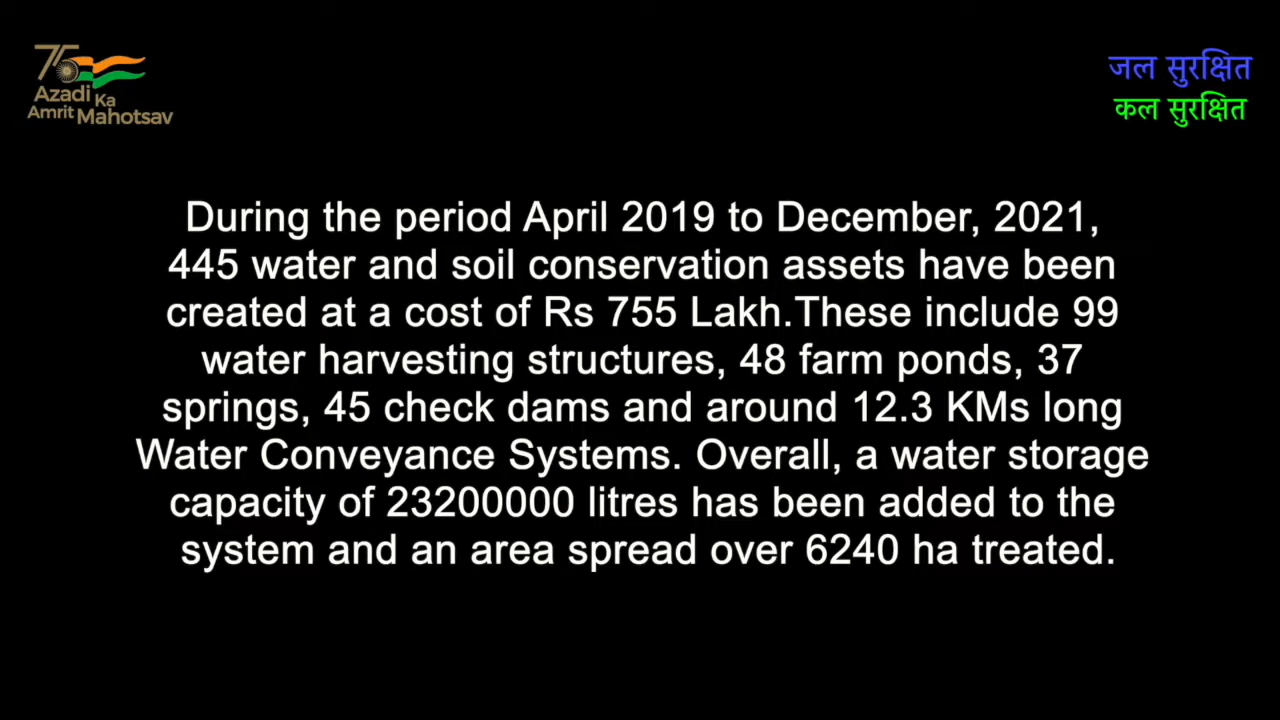 75
Azadi Ka
Amrit Mahotsav
जल सुरक्षित
कल सुरक्षित
During the period April 2019 to December, 2021,
445 water and soil conservation assets have been
created at a cost of Rs 755 Lakh.These include 99
water harvesting structures, 48 farm ponds, 37
springs, 45 check dams and around 12.3 KMs long
Water Conveyance Systems. Overall, a water storage
capacity of 23200000 litres has been added to the
system and an area spread over 6240 ha treated.